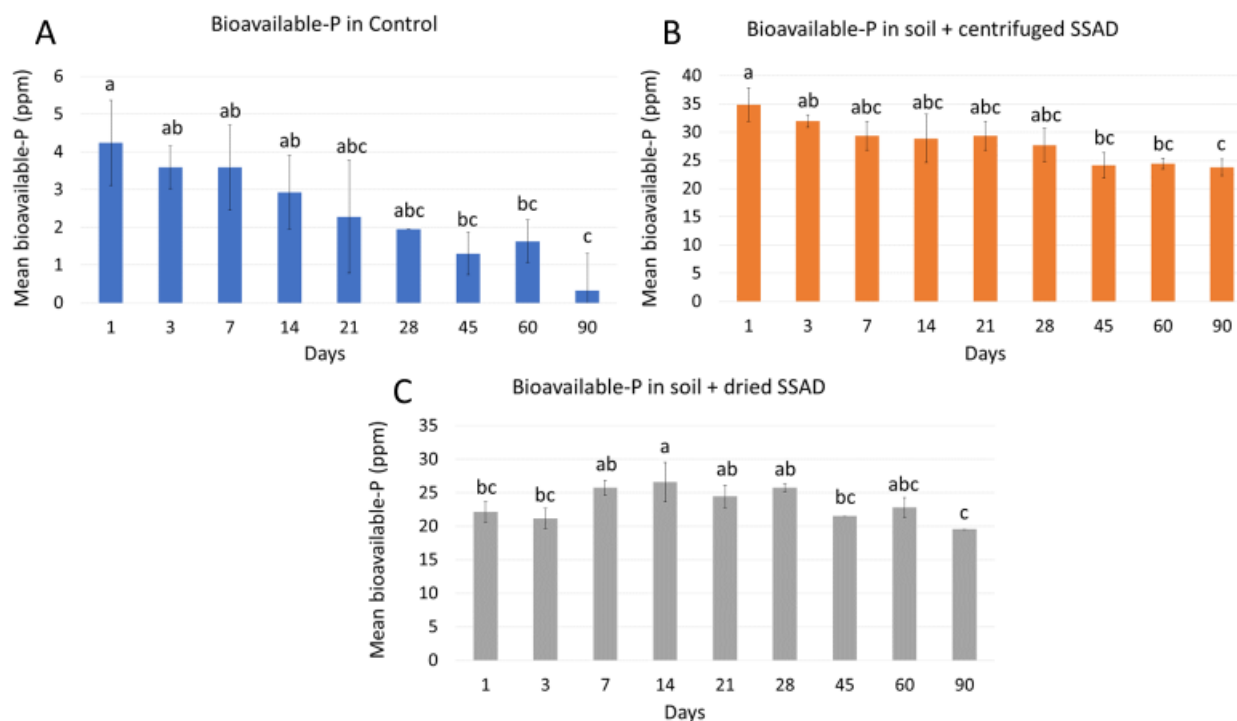 A
Bioavailable-P in Control
Mean bioavailable-P (ppm)
6
5
4
3
2
1
0
a
ab
ab
ab
abc
abc
bc
bc
c
1 3 7 14 21 28 45 60 90
Days
B
Bioavailable-P in soil + centrifuged SSAD
Mean bioavailable-P (ppm)
40
35
30
25
20
15
10
5
0
a
ab
abc
abc
abc
abc
bc
bc
c
1 3 7 14 21 28 45 60 90
Days
C
Bioavailable-P in soil + dried SSAD
Mean bioavailable-P (ppm)
35
30
25
20
15
10
5
0
bc
bc
ab
a
ab
ab
bc
abc
c
1 3 7 14 21 28 45 60 90
Days